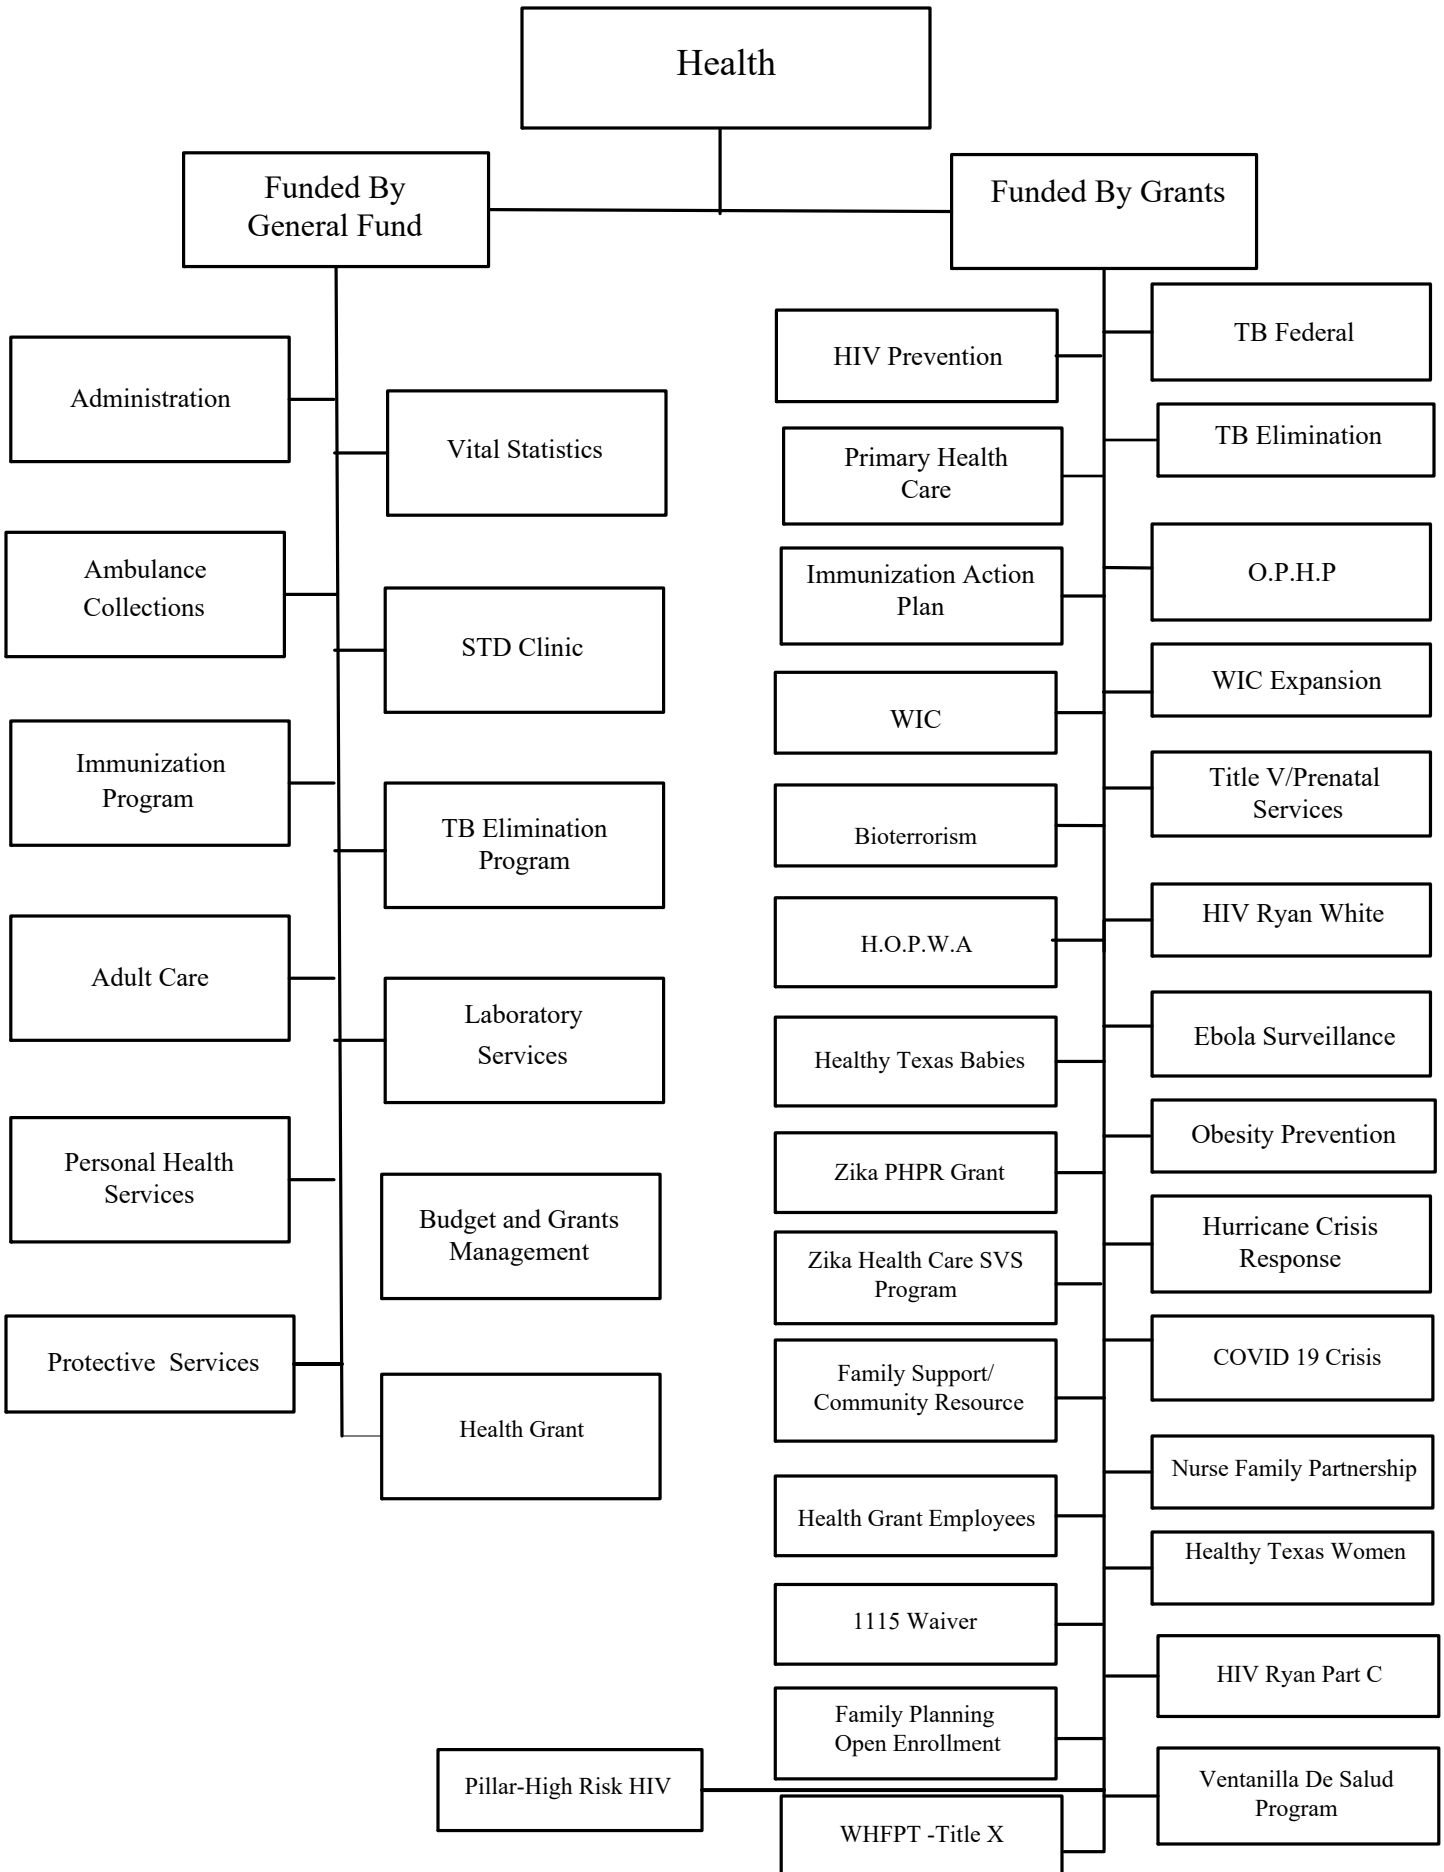 Health
Funded By
General Fund
Funded By Grants
Administration
Vital Statistics
Ambulance
Collections
STD Clinic
Immunization
Program
TB Elimination
Program
Adult Care
Laboratory
Services
Personal Health
Services
Budget and Grants
Management
Protective  Services
Health Grant
HIV Prevention
TB Federal
Primary Health
Care
TB Elimination
Immunization Action
Plan
O.P.H.P
WIC
WIC Expansion
Bioterrorism
Title V/Prenatal
Services
H.O.P.W.A
HIV Ryan White
Healthy Texas Babies
Ebola Surveillance
Zika PHPR Grant
Obesity Prevention
Zika Health Care SVS
Program
Hurricane Crisis
Response
Family Support/
Community Resource
COVID 19 Crisis
Health Grant Employees
Nurse Family Partnership
1115 Waiver
Healthy Texas Women
Family Planning
Open Enrollment
HIV Ryan Part C
Pillar-High Risk HIV
Ventanilla De Salud
Program
WHFPT -Title X